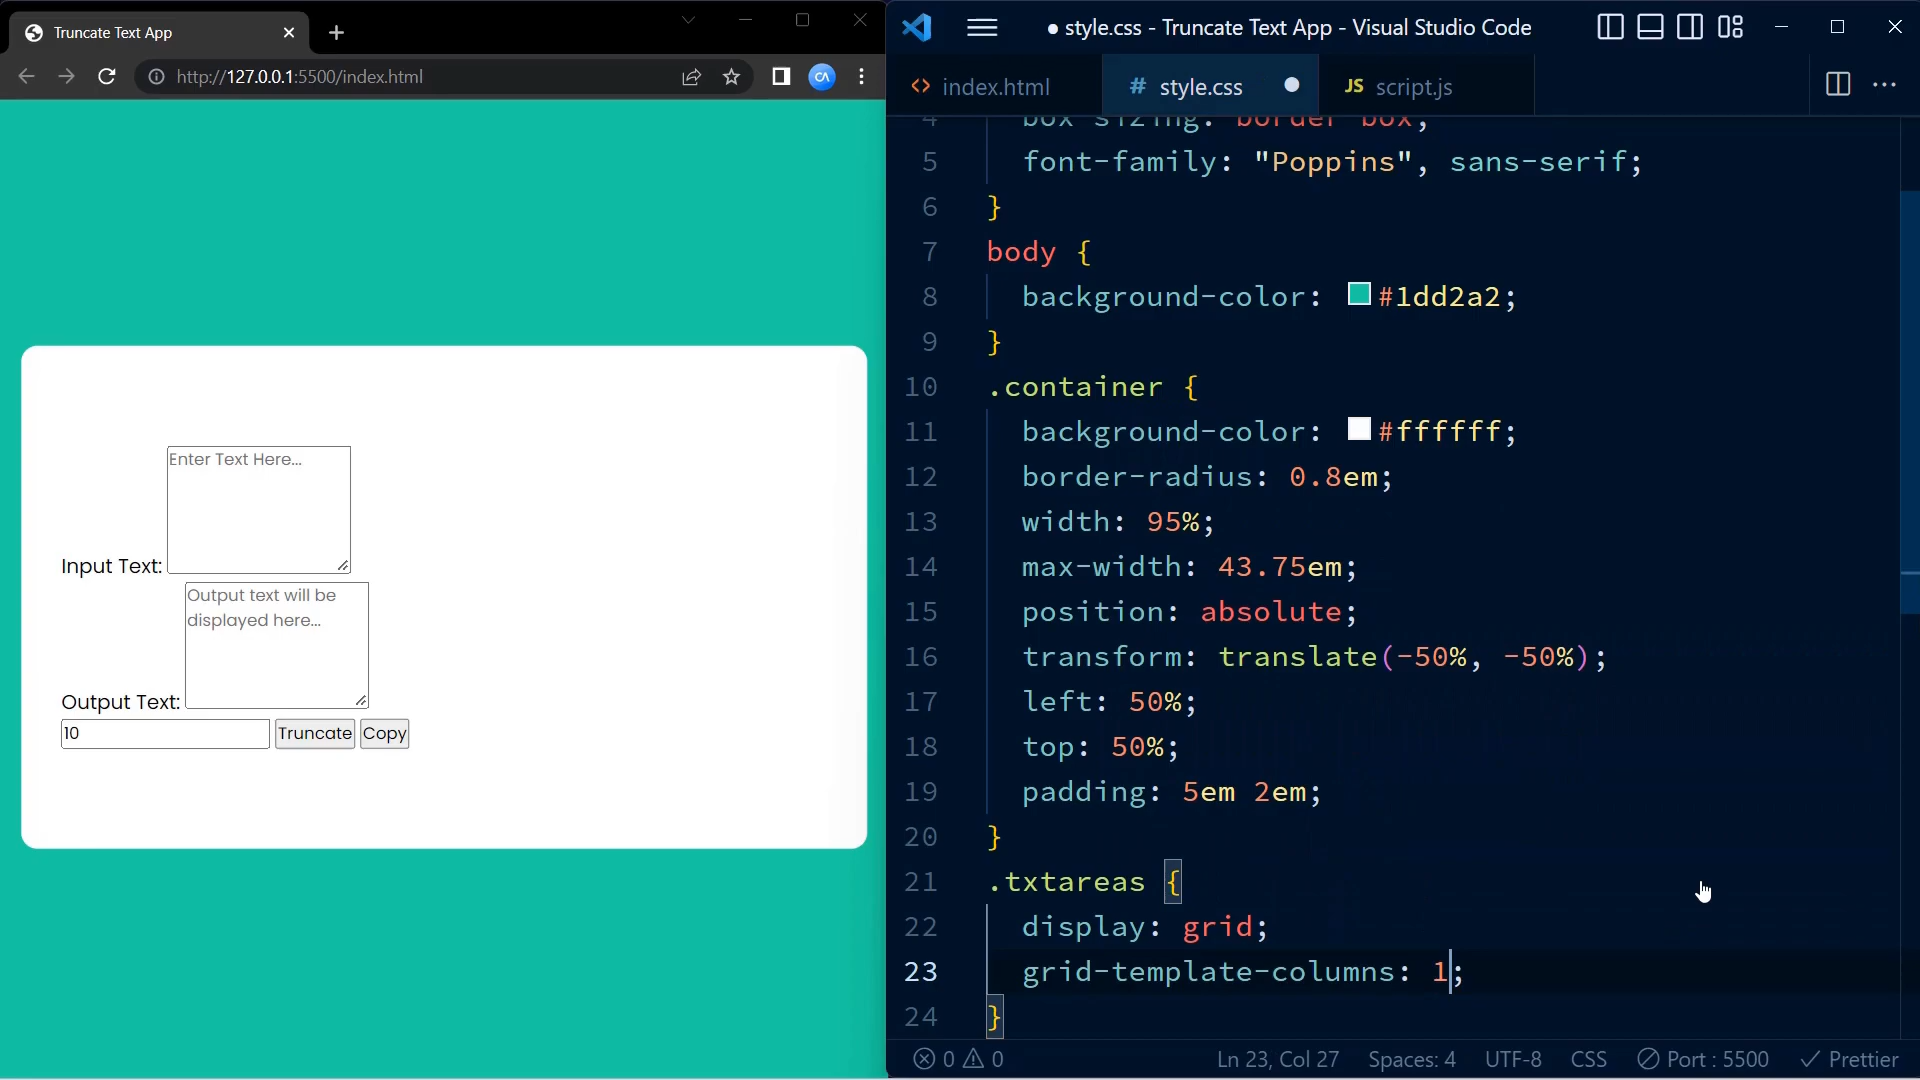 Truncate Text App
http://127.0.0.1:5500/index.html
CA
Enter Text Here...
Input Text:
Output text will be
displayed here...
Output Text:
10 Truncate Copy
● style.css - Truncate Text App - Visual Studio Code
<> index.html
# style.css ●
JS script.js
4 box-sizing: border-box;
5 font-family: "Poppins", sans-serif;
6 }
7 body {
8 background-color: #1dd2a2;
9 }
10 .container {
11 background-color: #ffffff;
12 border-radius: 0.8em;
13 width: 95%;
14 max-width: 43.75em;
15 position: absolute;
16 transform: translate(-50%, -50%);
17 left: 50%;
18 top: 50%;
19 padding: 5em 2em;
20 }
21 .txtareas {
22 display: grid;
23 grid-template-columns: 1;
24 }
0 0 Ln 23, Col 27 Spaces: 4 UTF-8 CSS Port : 5500 Prettier